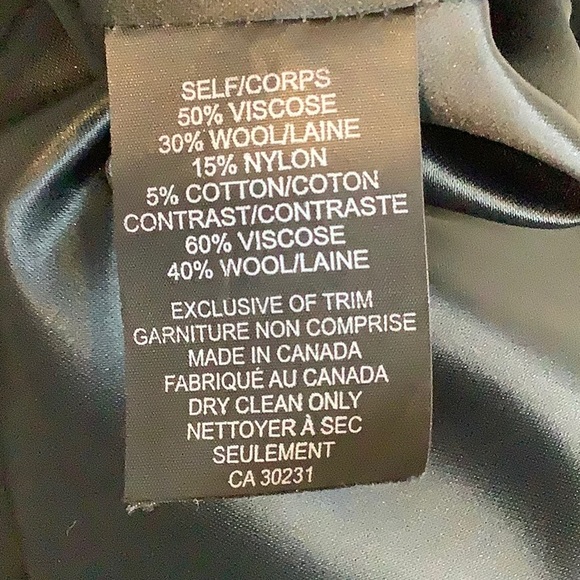 SELF/CORPS
50% VISCOSE
30% WOOL/LAINE
15% NYLON
5% COTTON/COTON
CONTRAST/CONTRASTE
60% VISCOSE
40% WOOL/LAINE
EXCLUSIVE OF TRIM
GARNITURE NON COMPRISE
MADE IN CANADA
FABRIQUÉ AU CANADA
DRY CLEAN ONLY
NETTOYER À SEC
SEULEMENT
CA 30231